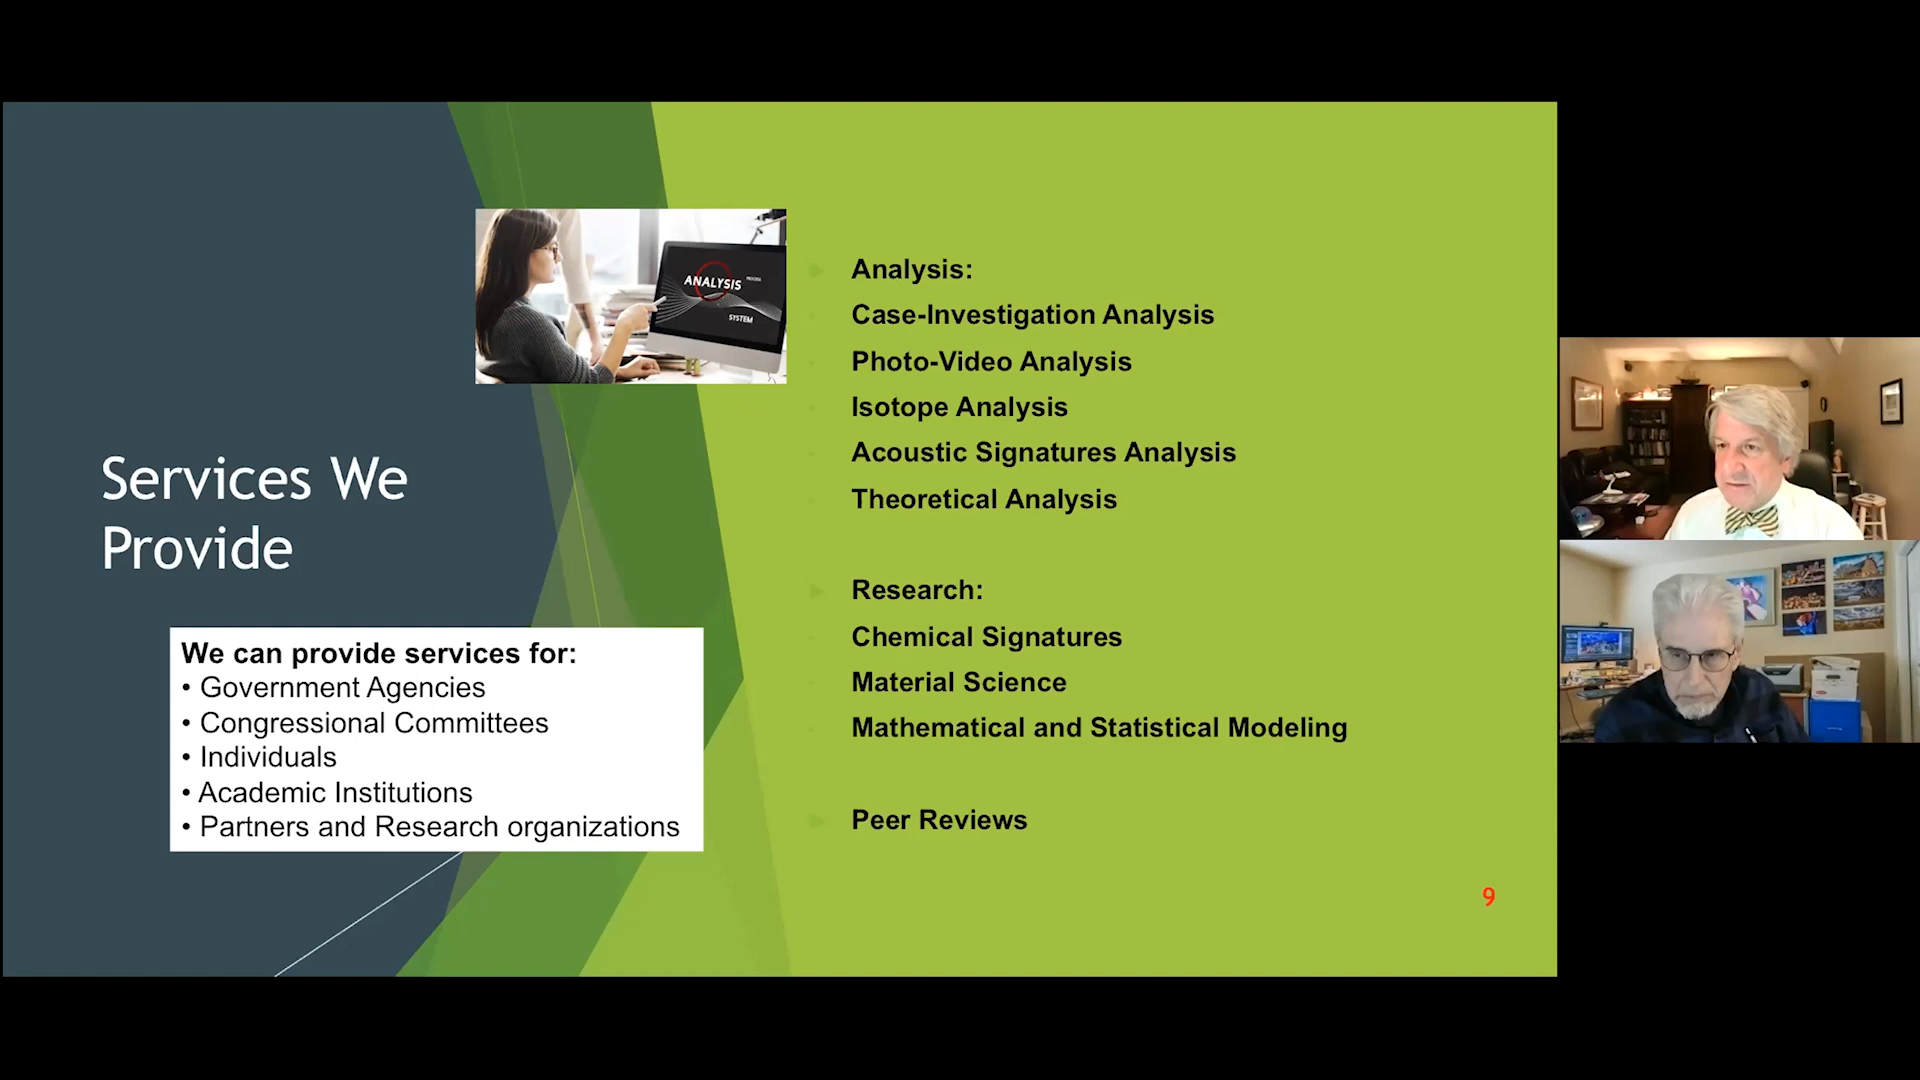 Services We
Provide
We can provide services for:
• Government Agencies
• Congressional Committees
• Individuals
• Academic Institutions
• Partners and Research organizations
ANALYSIS
PROCESS
SYSTEM
Analysis:
Case-Investigation Analysis
Photo-Video Analysis
Isotope Analysis
Acoustic Signatures Analysis
Theoretical Analysis
Research:
Chemical Signatures
Material Science
Mathematical and Statistical Modeling
Peer Reviews
9